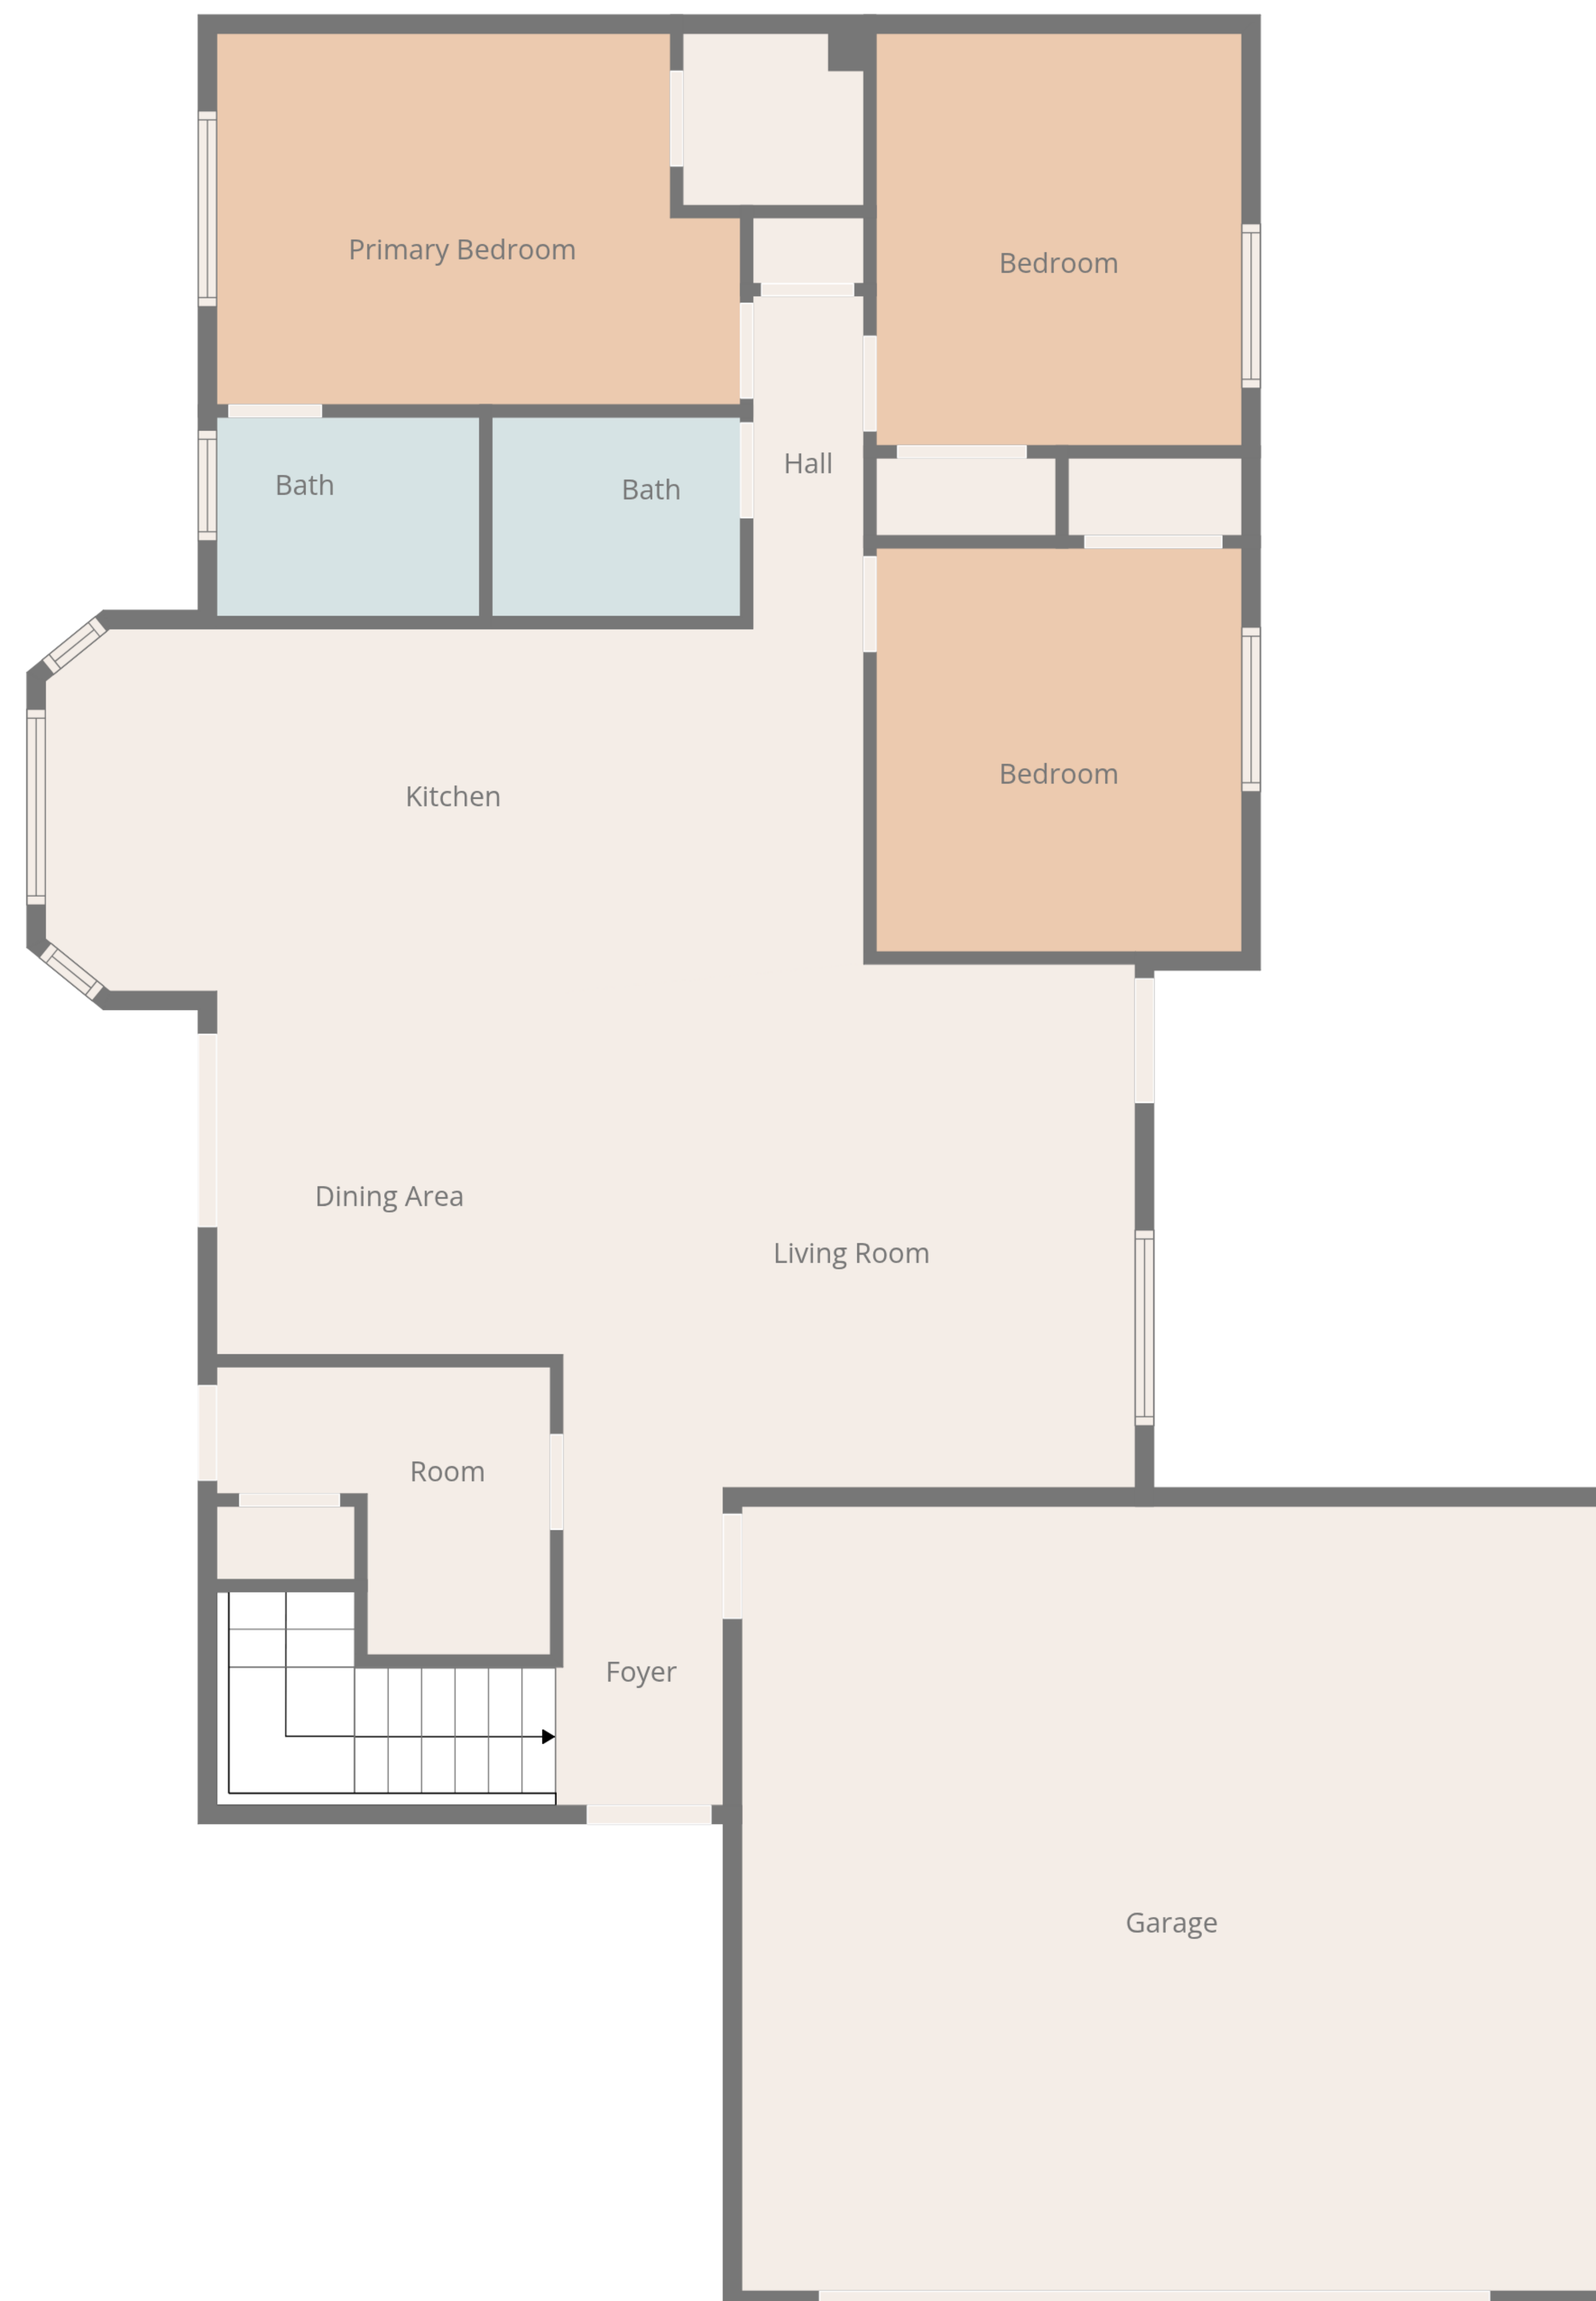 Primary Bedroom
Bedroom
Hall
Bath
Bath
Bedroom
Kitchen
Dining Area
Living Room
Room
Foyer
Garage